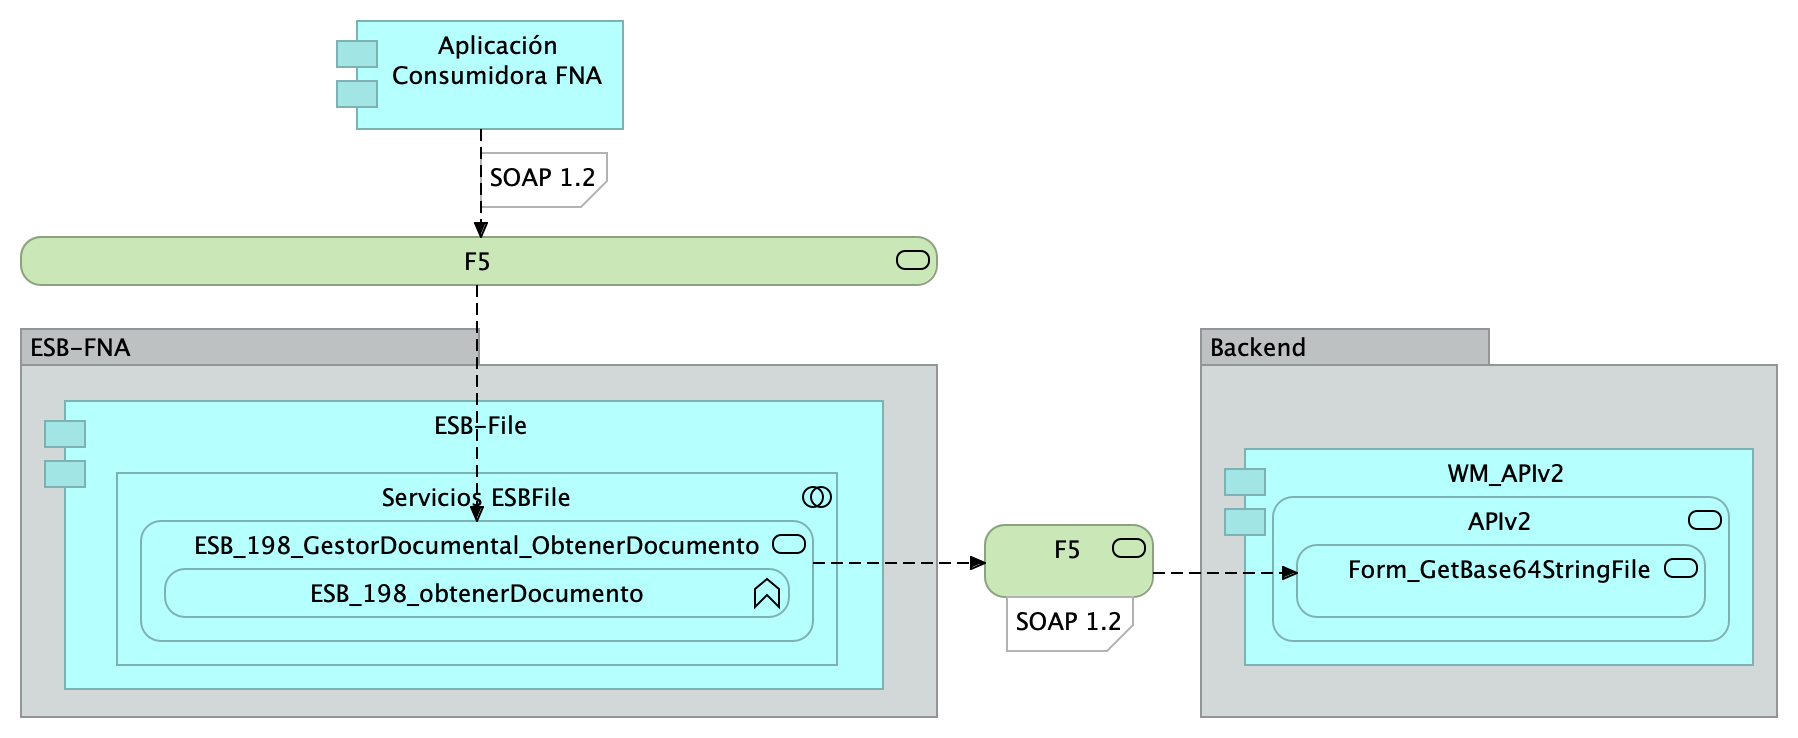 Aplicación
Consumidora FNA
SOAP 1.2
F5
ESB-FNA
ESB-File
Servicios ESBFile
ESB_198_GestorDocumental_ObtenerDocumento
ESB_198_obtenerDocumento
F5
SOAP 1.2
Backend
WM_APIv2
APIv2
Form_GetBase64StringFile